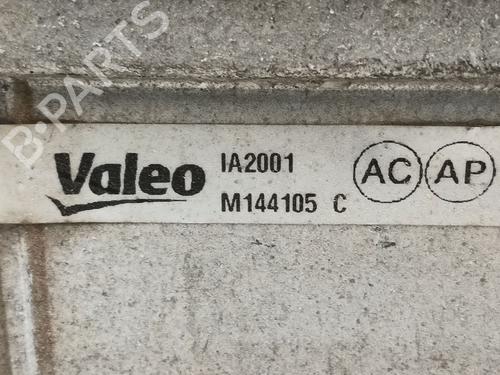 B-PARTS
Valeo
IA2001
M144105 C
AC AP